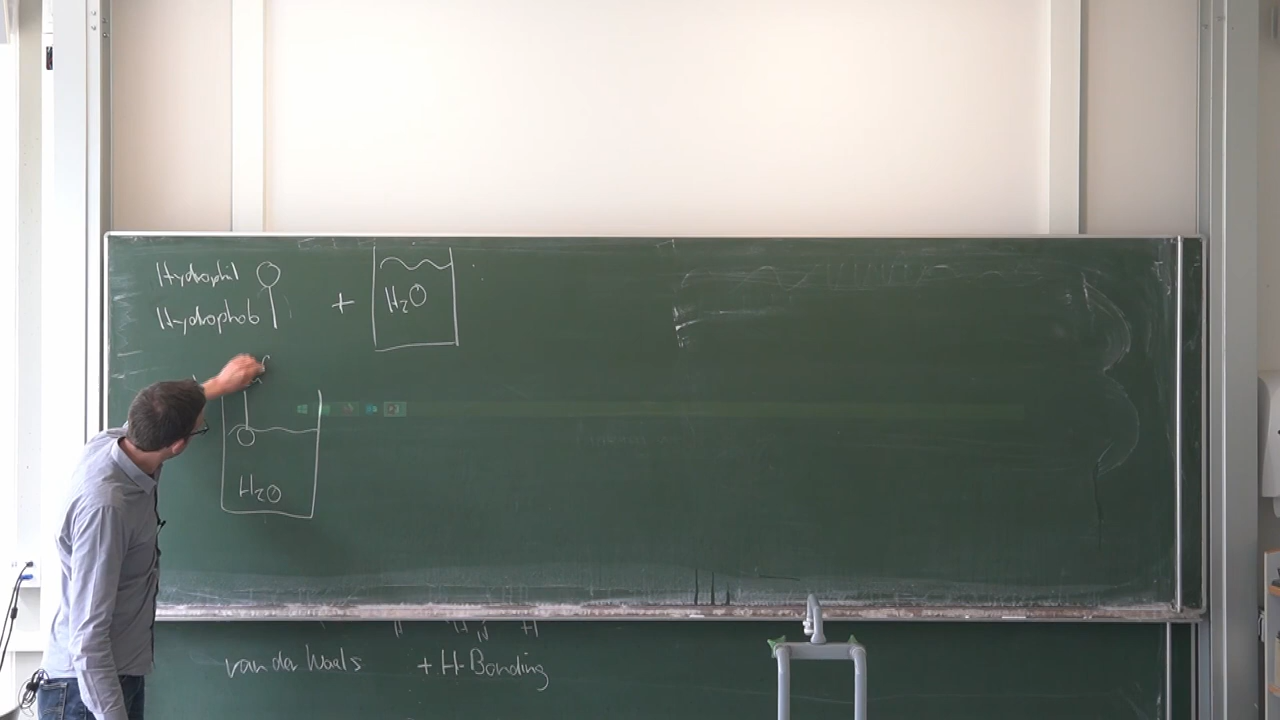 Hydrophil
Hydrophob
+
H₂O
H₂O
H N H
van der Waals + H-Bonding